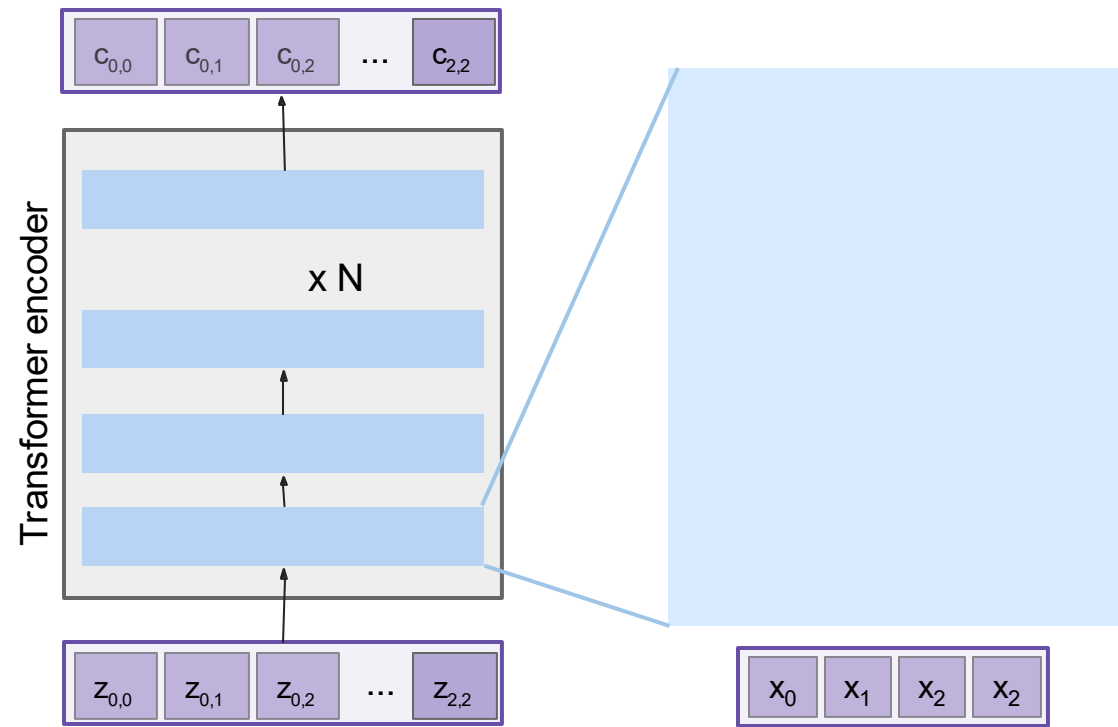 c0,0 c0,1 c0,2 ... c2,2
Transformer encoder
x N
z0,0 z0,1 z0,2 ... z2,2
x0 x1 x2 x2